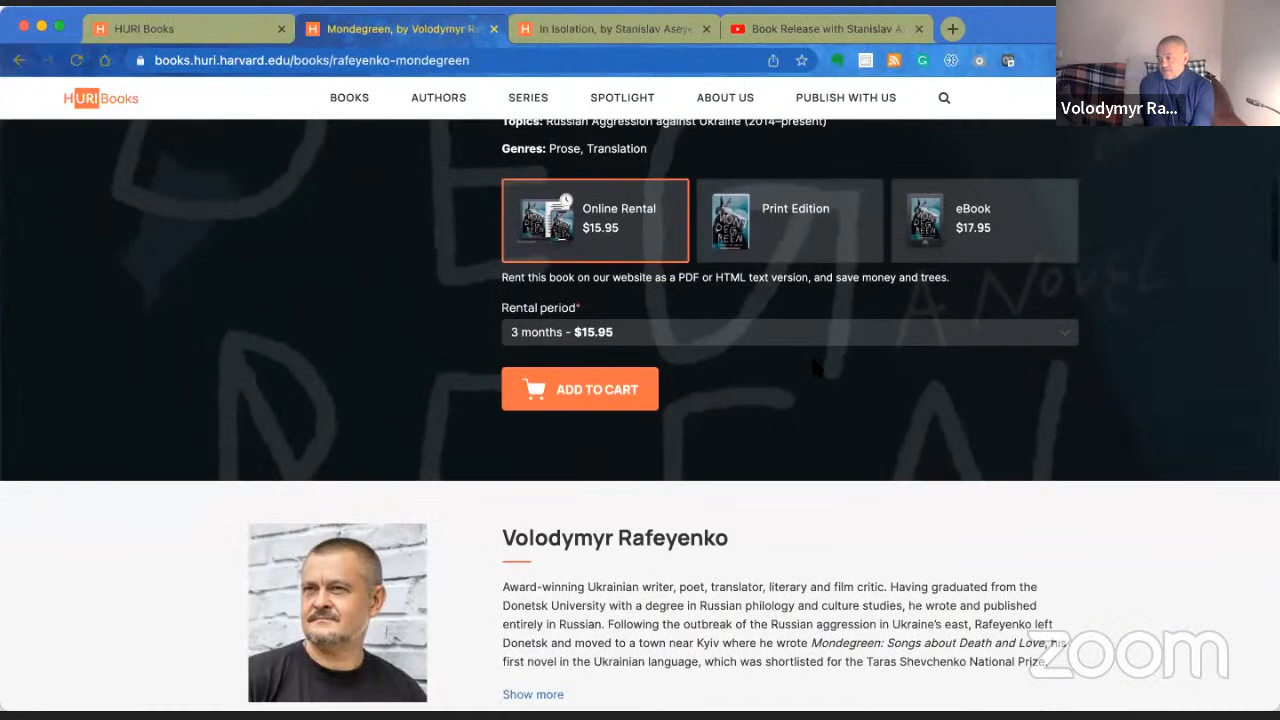 HURI Books
Mondegreen, by Volodymyr Ra
In Isolation, by Stanislav Asey
Book Release with Stanislav A
books.huri.harvard.edu/books/rafeyenko-mondegreen
HURI Books
BOOKS
AUTHORS
SERIES
SPOTLIGHT
ABOUT US
PUBLISH WITH US
Volodymyr Ra...
Topics: Russian Aggression against Ukraine (2014–present)
Genres: Prose, Translation
Online Rental
$15.95
Print Edition
eBook
$17.95
Rent this book on our website as a PDF or HTML text version, and save money and trees.
Rental period*
3 months - $15.95
ADD TO CART
A Novel
Volodymyr Rafeyenko
Award-winning Ukrainian writer, poet, translator, literary and film critic. Having graduated from the
Donetsk University with a degree in Russian philology and culture studies, he wrote and published
entirely in Russian. Following the outbreak of the Russian aggression in Ukraine's east, Rafeyenko left
Donetsk and moved to a town near Kyiv where he wrote Mondegreen: Songs about Death and Love, his
first novel in the Ukrainian language, which was shortlisted for the Taras Shevchenko National Prize,
Show more
zoom